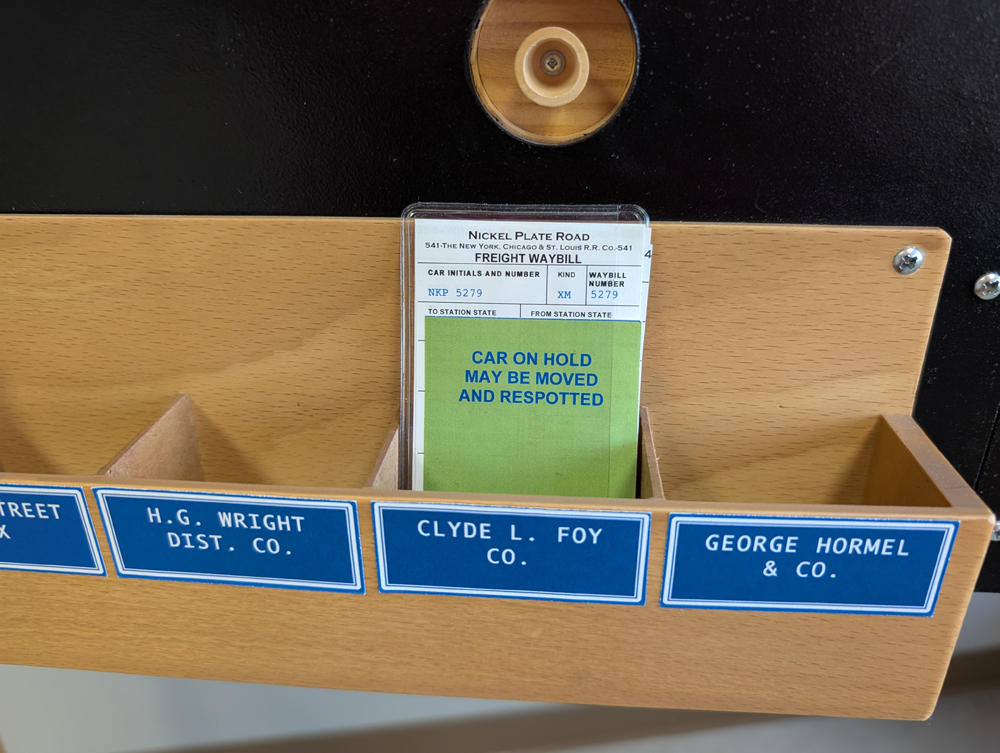 NICKEL PLATE ROAD
541-THE NEW YORK, CHICAGO & ST. LOUIS R.R. CO.-541
FREIGHT WAYBILL
CAR INITIALS AND NUMBER
KIND
WAYBILL
NUMBER
NKP 5279
XM
5279
TO STATION STATE
FROM STATION STATE
4
CAR ON HOLD
MAY BE MOVED
AND RESPOTTED
TREET
X
H.G. WRIGHT
DIST. CO.
CLYDE L. FOY
CO.
GEORGE HORMEL
& CO.